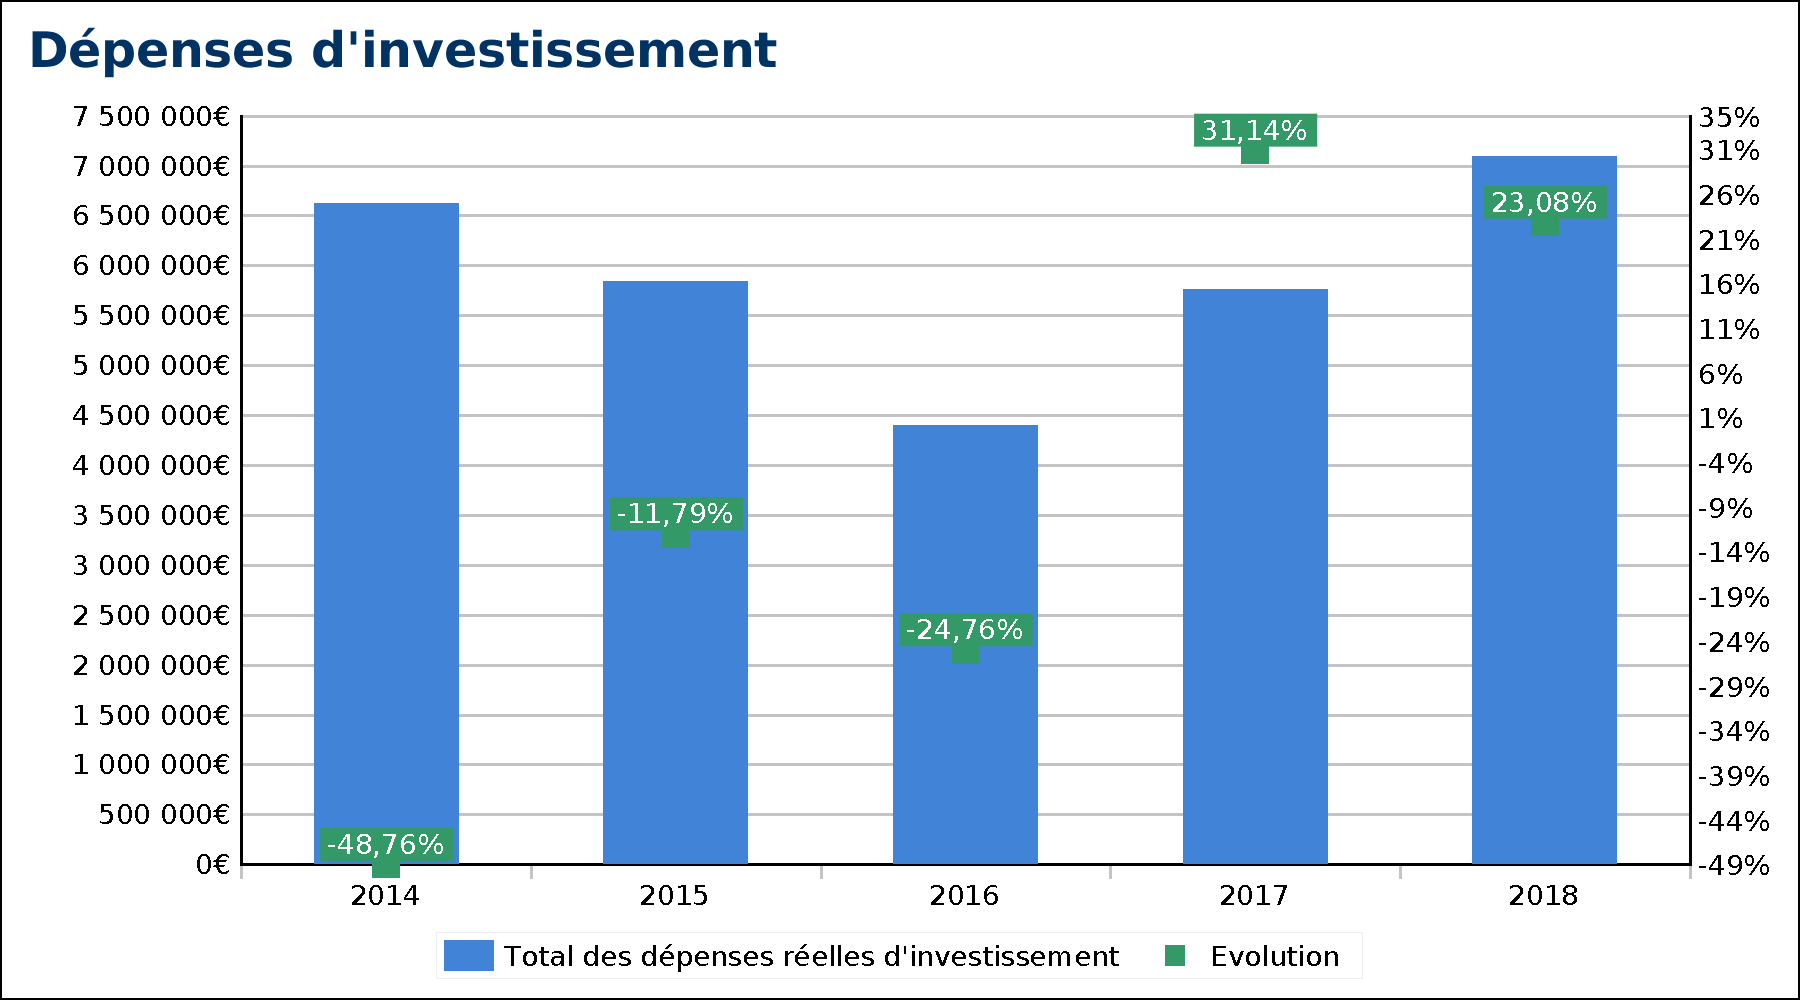 Dépenses d'investissement
7 500 000€
7 000 000€
6 500 000€
6 000 000€
5 500 000€
5 000 000€
4 500 000€
4 000 000€
3 500 000€
3 000 000€
2 500 000€
2 000 000€
1 500 000€
1 000 000€
500 000€
0€
-48,76%
-11,79%
-24,76%
31,14%
23,08%
35%
31%
26%
21%
16%
11%
6%
1%
-4%
-9%
-14%
-19%
-24%
-29%
-34%
-39%
-44%
-49%
2014 2015 2016 2017 2018
Total des dépenses réelles d'investissement Evolution